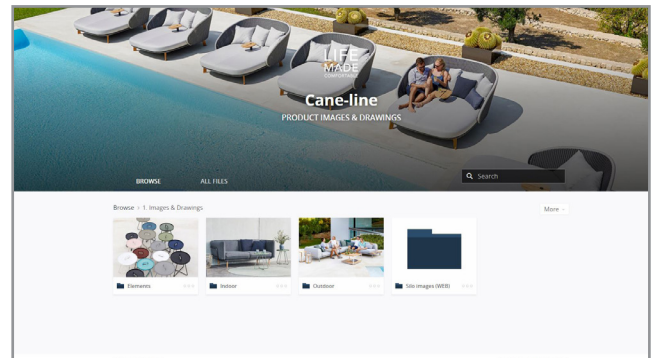 LIFE
MADE
COMFORTABLE
Cane-line
PRODUCT IMAGES & DRAWINGS
BROWSE ALL FILES Search
Browse > 1. Images & Drawings More
Elements Indoor Outdoor Silo images (WEB)